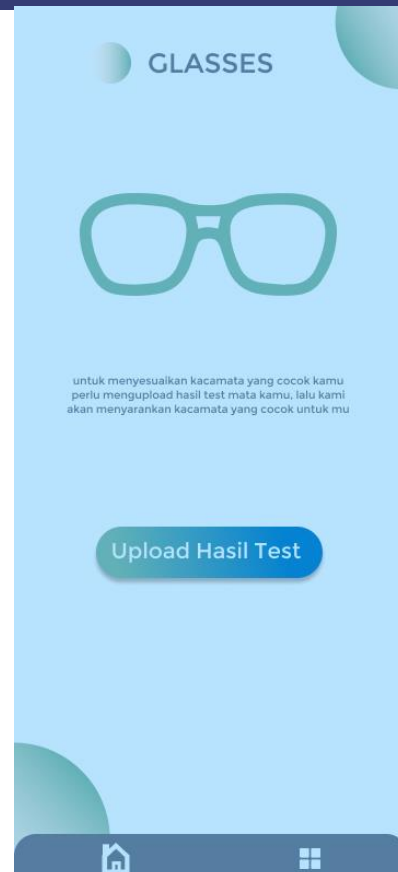 GLASSES
untuk menyesuaikan kacamata yang cocok kamu
perlu mengupload hasil test mata kamu, lalu kami
akan menyarankan kacamata yang cocok untuk mu
Upload Hasil Test